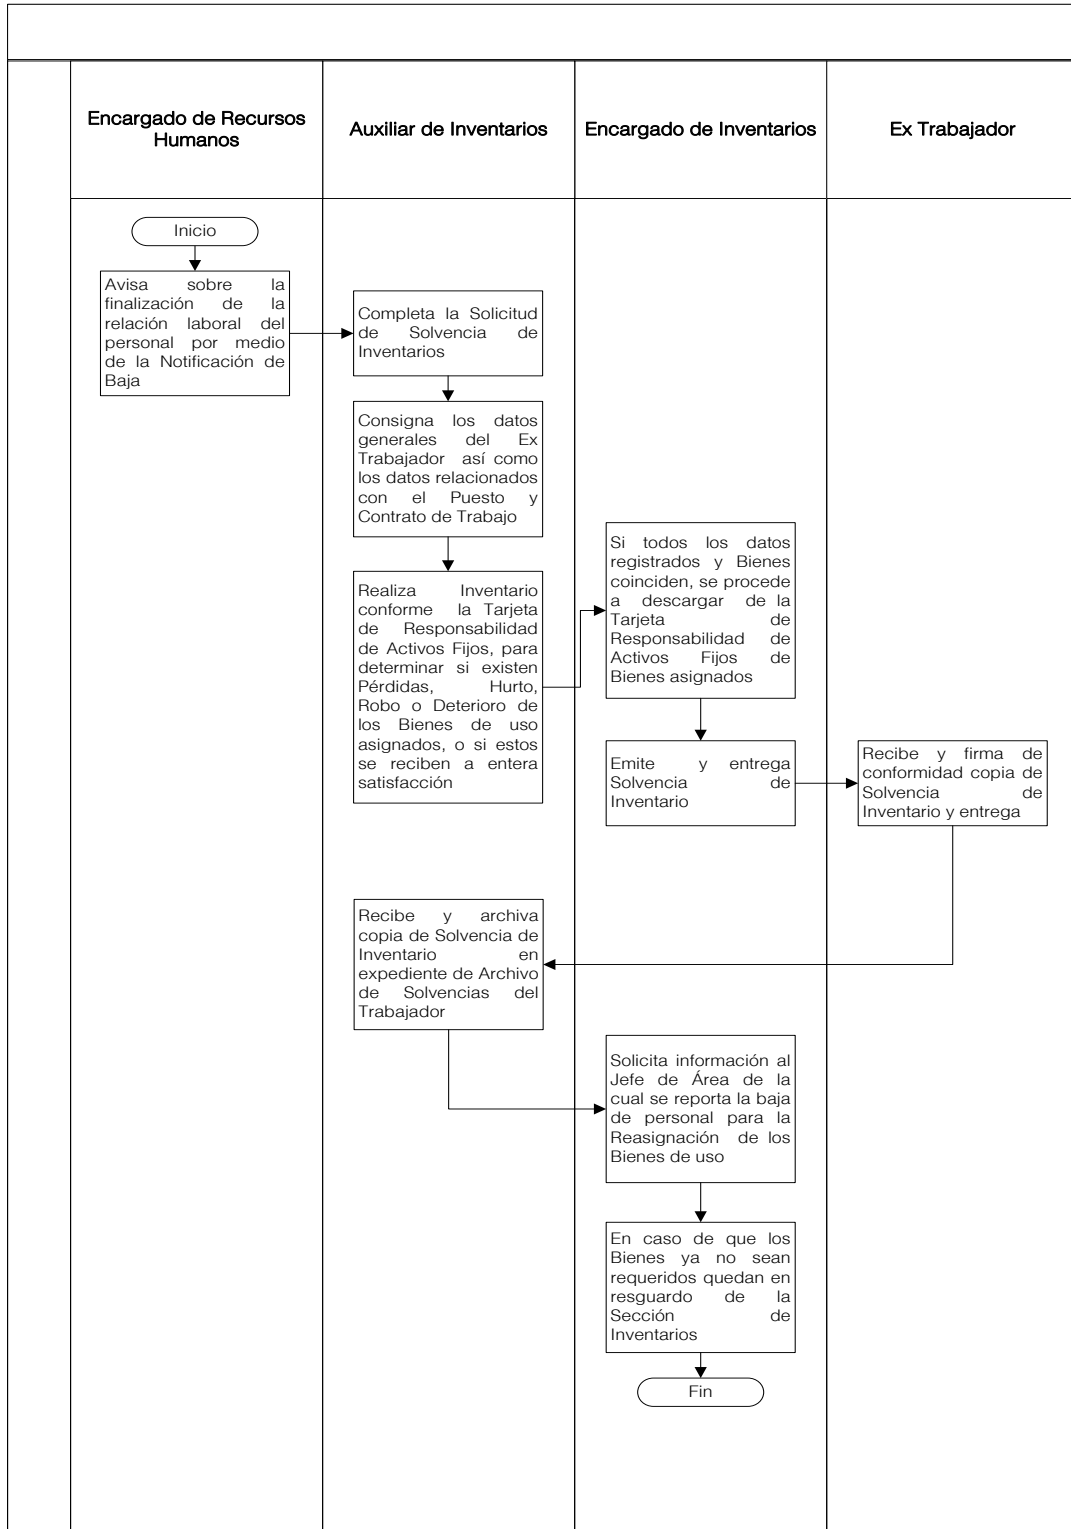 Encargado de Recursos
Humanos
Auxiliar de Inventarios
Encargado de Inventarios
Ex Trabajador
Inicio
Avisa sobre la
finalización de la
relación laboral del
personal por medio
de la Notificación de
Baja
Completa la Solicitud
de Solvencia de
Inventarios
Consigna los datos
generales del Ex
Trabajador así como
los datos relacionados
con el Puesto y
Contrato de Trabajo
Realiza Inventario
conforme la Tarjeta
de Responsabilidad
de Activos Fijos, para
determinar si existen
Pérdidas, Hurto,
Robo o Deterioro de
los Bienes de uso
asignados, o si estos
se reciben a entera
satisfacción
Si todos los datos
registrados y Bienes
coinciden, se procede
a descargar de la
Tarjeta de
Responsabilidad de
Activos Fijos de
Bienes asignados
Emite y entrega
Solvencia de
Inventario
Recibe y firma de
conformidad copia de
Solvencia de
Inventario y entrega
Recibe y archiva
copia de Solvencia de
Inventario en
expediente de Archivo
de Solvencias del
Trabajador
Solicita información al
Jefe de Área de la
cual se reporta la baja
de personal para la
Reasignación de los
Bienes de uso
En caso de que los
Bienes ya no sean
requeridos quedan en
resguardo de la
Sección de
Inventarios
Fin